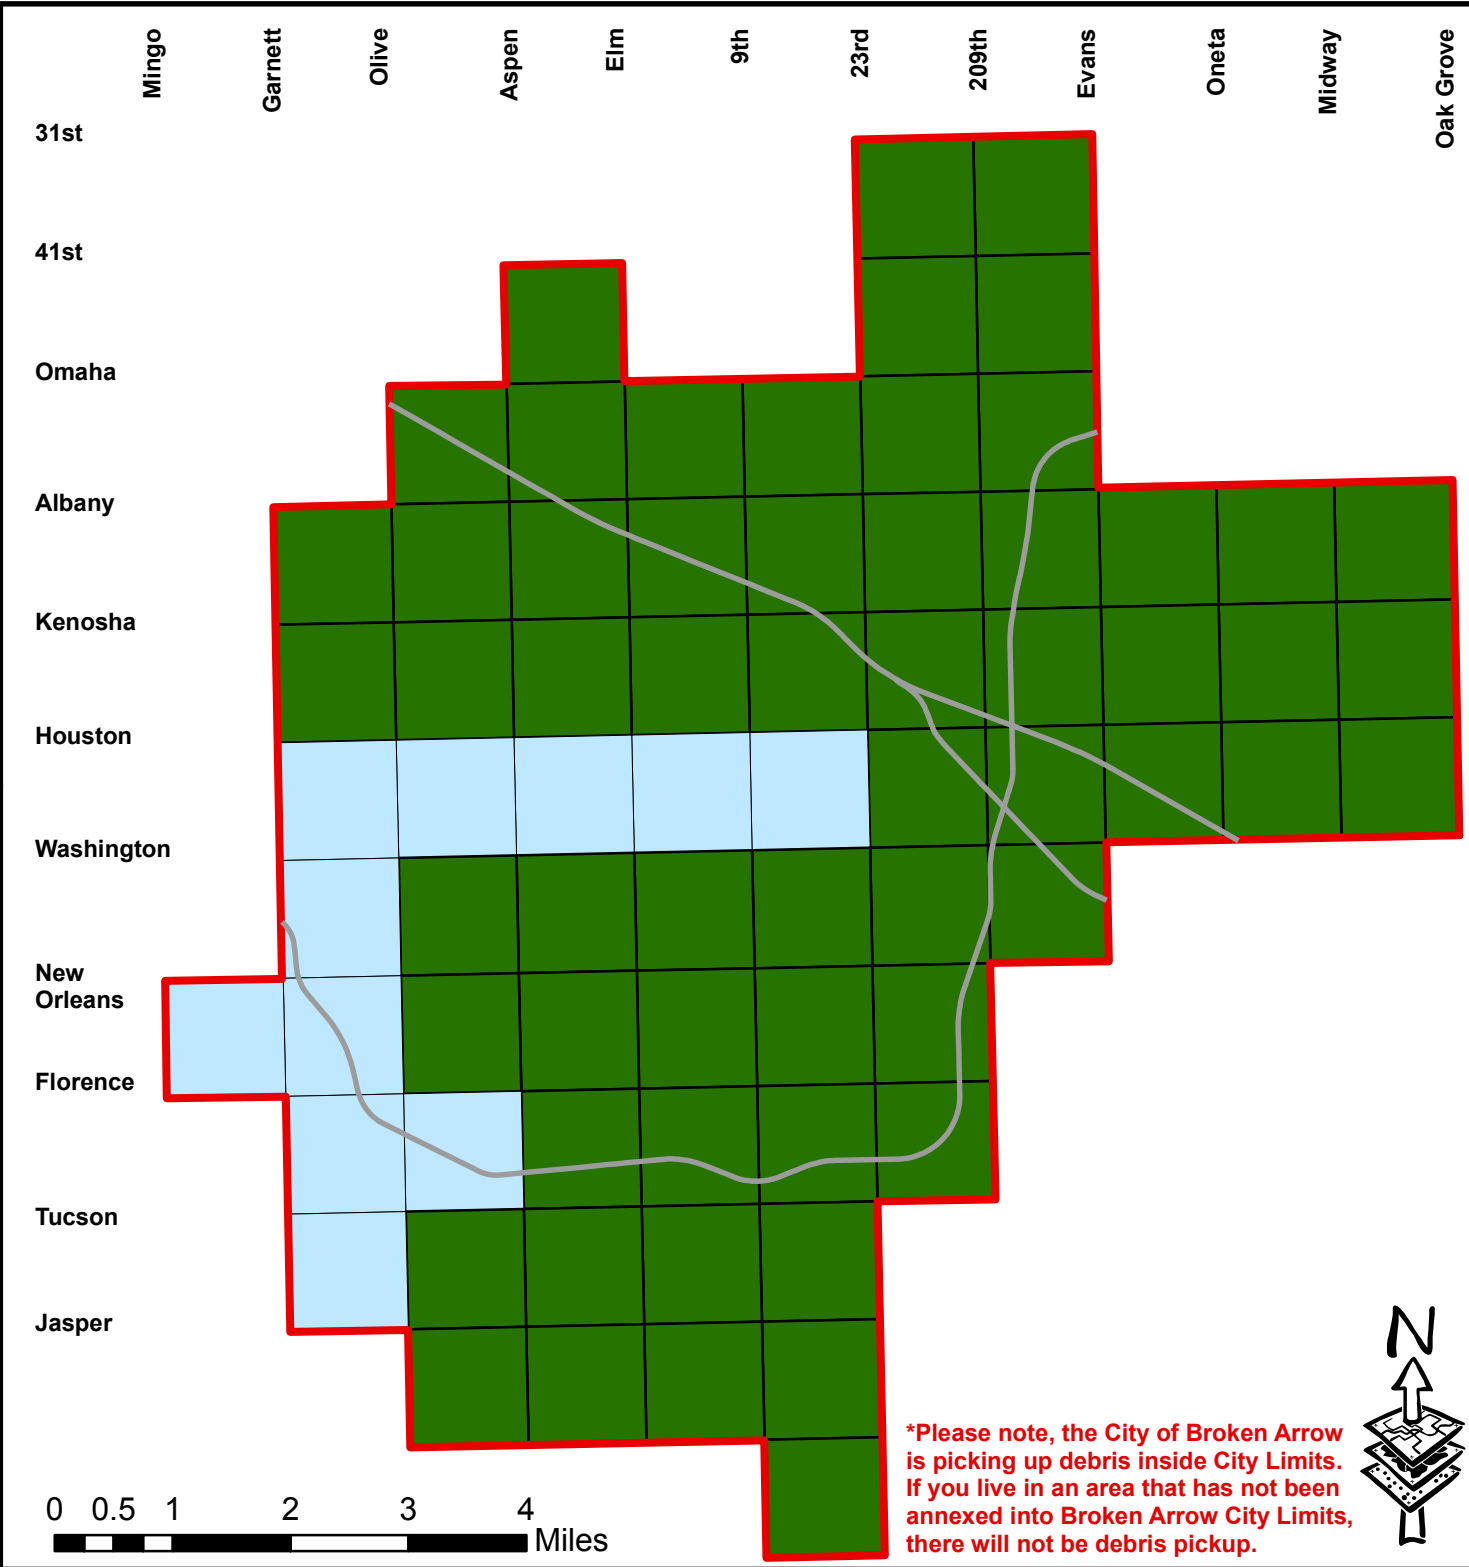 Mingo
Garnett
Olive
Aspen
Elm
9th
23rd
209th
Evans
Oneta
Midway
Oak Grove
31st
41st
Omaha
Albany
Kenosha
Houston
Washington
New
Orleans
Florence
Tucson
Jasper
N
*Please note, the City of Broken Arrow
is picking up debris inside City Limits.
If you live in an area that has not been
annexed into Broken Arrow City Limits,
there will not be debris pickup.
0 0.5 1 2 3 4
Miles